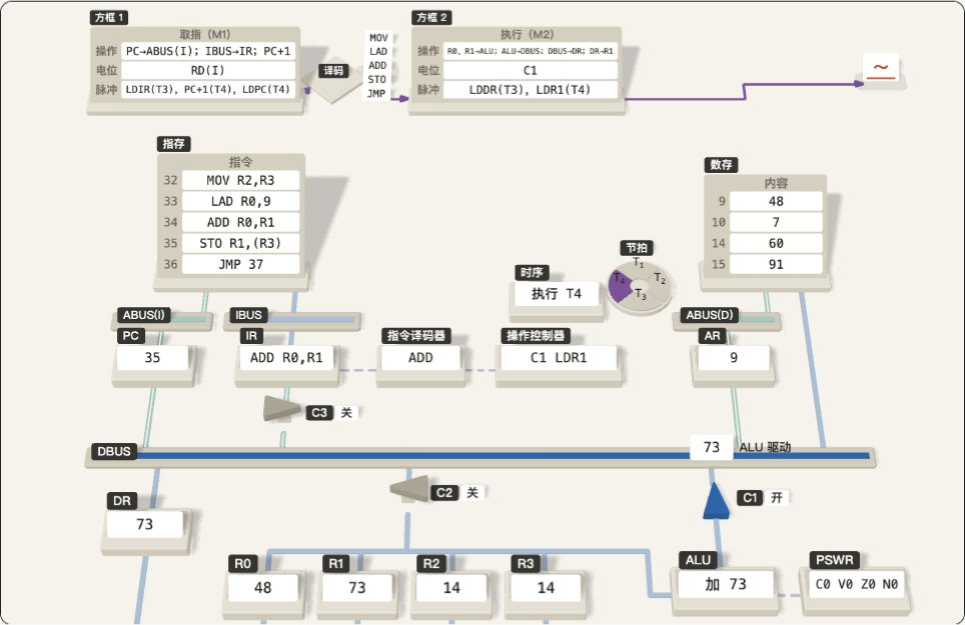 方框 1
取指（M1）
操作 PC→ABUS(I); IBUS→IR; PC+1
电位 RD(I)
脉冲 LDIR(T3), PC+1(T4), LDPC(T4)
译码
MOV
LAD
ADD
STO
JMP
方框 2
执行（M2）
操作 R0, R1→ALU; ALU→DBUS; DBUS→DR; DR→R1
电位 C1
脉冲 LDDR(T3), LDR1(T4)
~
指存
指令
32 MOV R2,R3
33 LAD R0,9
34 ADD R0,R1
35 STO R1,(R3)
36 JMP 37
数存
内容
9 48
10 7
14 60
15 91
时序
执行 T4
节拍
T1
T2
T3
T4
ABUS(I)
IBUS
ABUS(D)
PC
35
IR
ADD R0,R1
指令译码器
ADD
操作控制器
C1 LDR1
AR
9
C3 关
DBUS
73 ALU 驱动
C2 关
C1 开
DR
73
R0
48
R1
73
R2
14
R3
14
ALU
加 73
PSWR
C0 V0 Z0 N0